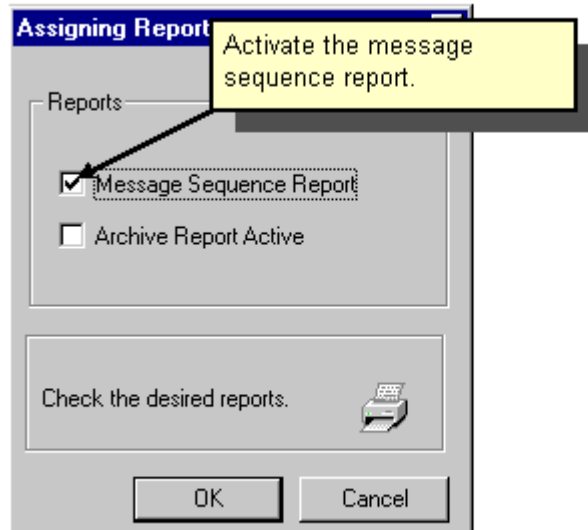 Assigning Report
Activate the message
sequence report.
Reports
Message Sequence Report
Archive Report Active
Check the desired reports.
OK
Cancel